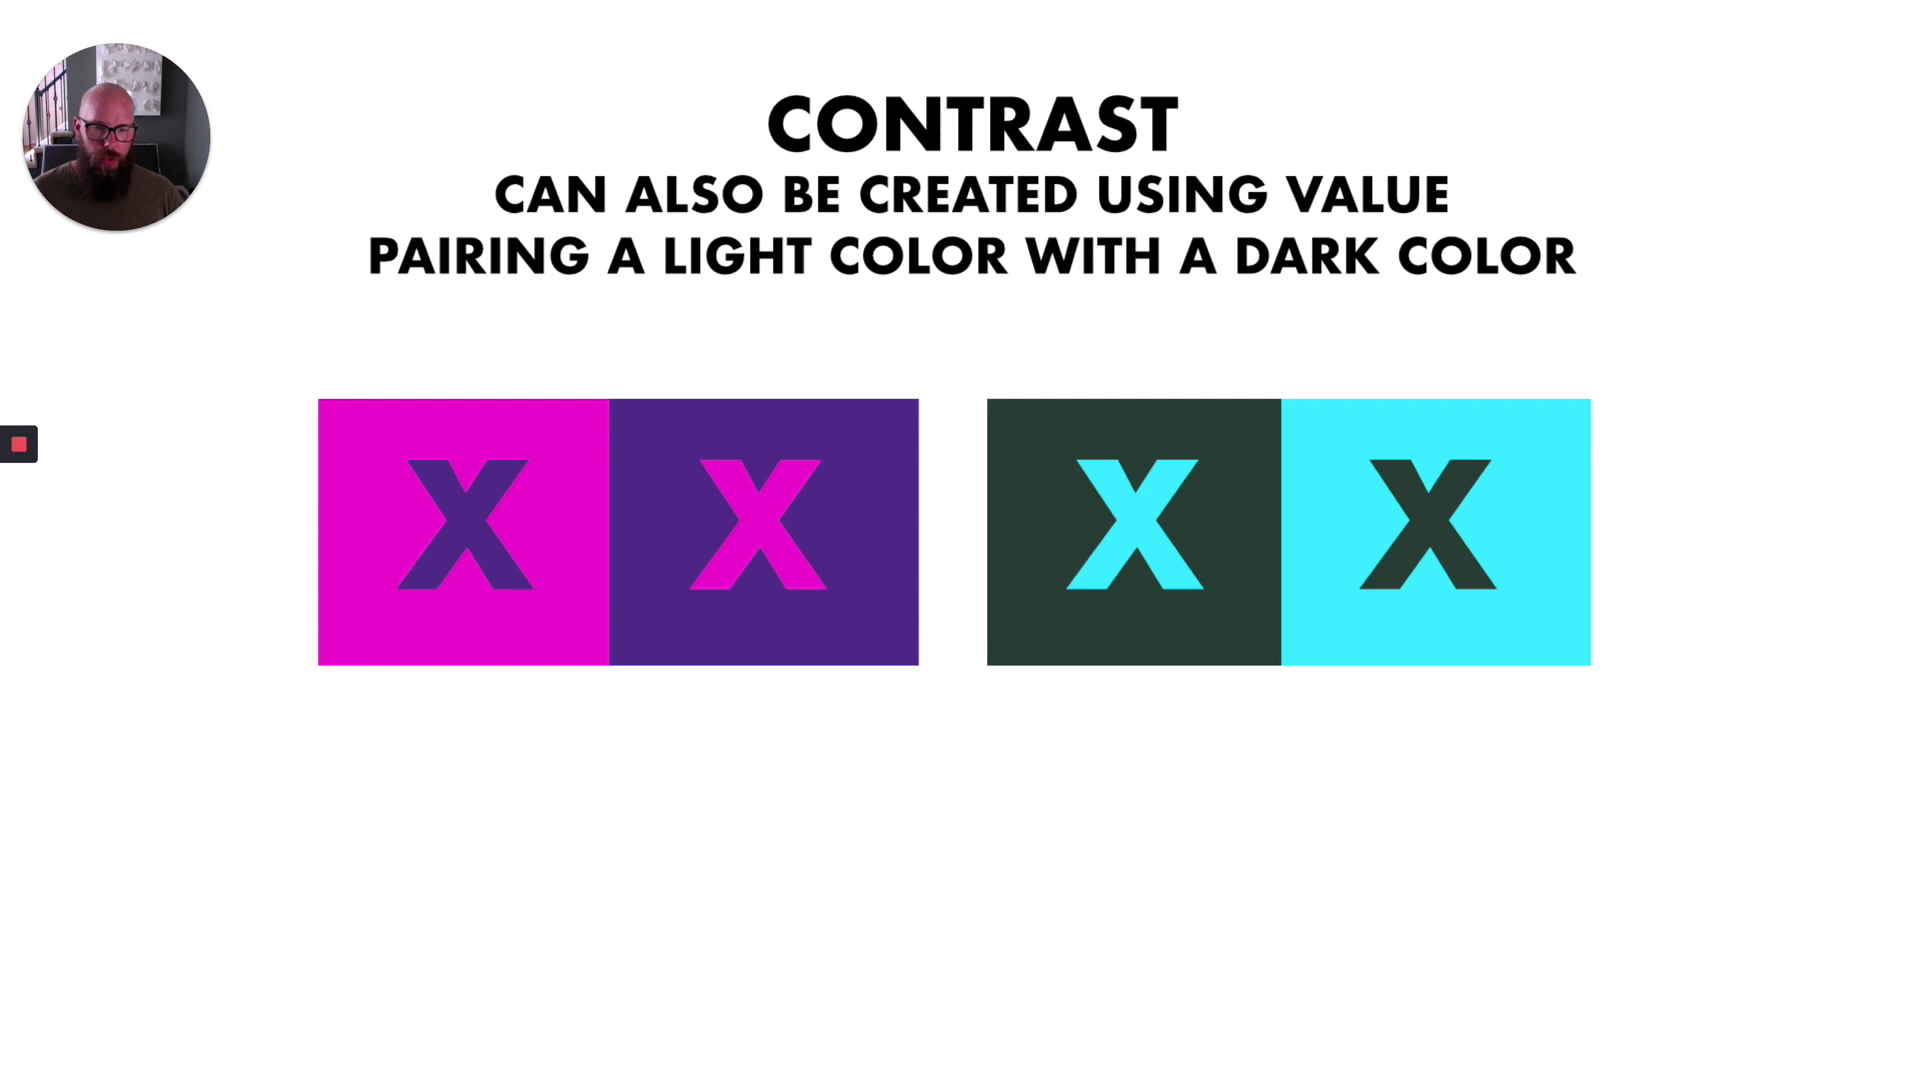 CONTRAST
CAN ALSO BE CREATED USING VALUE
PAIRING A LIGHT COLOR WITH A DARK COLOR
X X X X